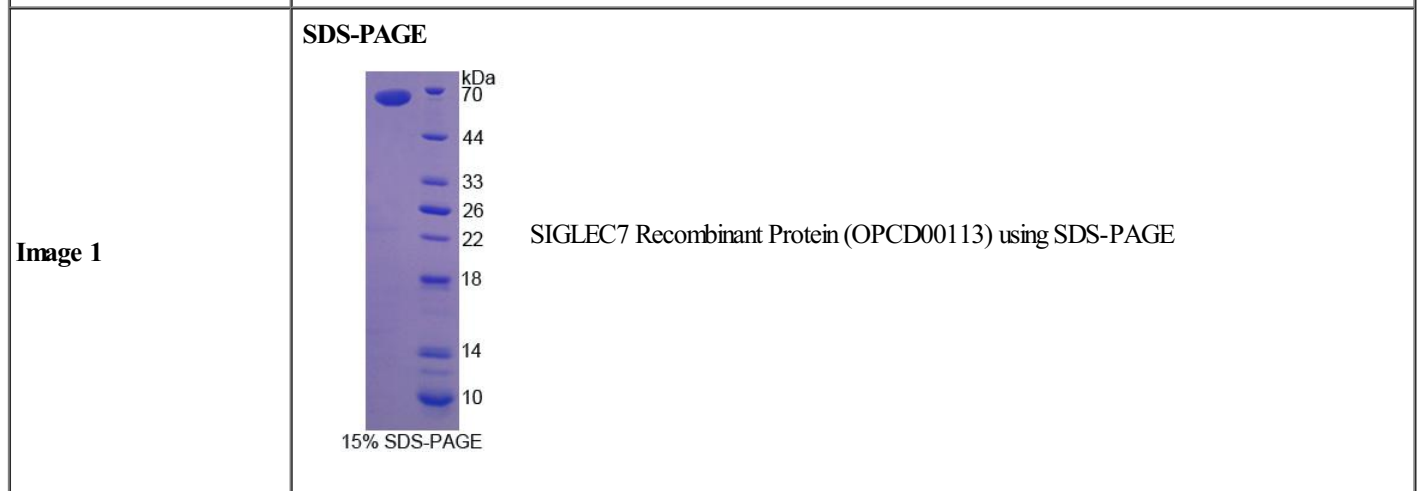 SDS-PAGE
kDa
70
44
33
26
22
18
14
10
15% SDS-PAGE
Image 1
SIGLEC7 Recombinant Protein (OPCD00113) using SDS-PAGE